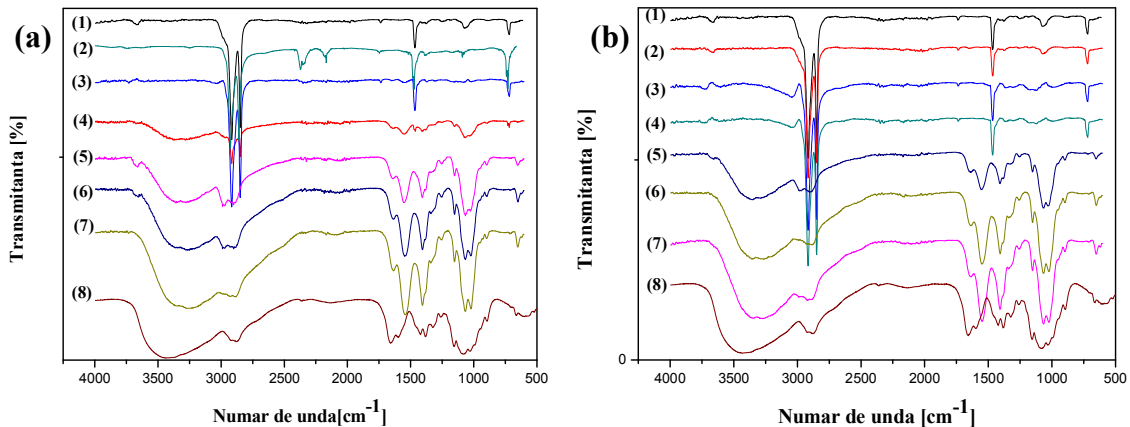 (a)
Transmitanta [%]
(1)
(2)
(3)
(4)
(5)
(6)
(7)
(8)
4000 3500 3000 2500 2000 1500 1000 500
Numar de unda[cm-1]
(b)
Transmitanta [%]
(1)
(2)
(3)
(4)
(5)
(6)
(7)
(8)
0
4000 3500 3000 2500 2000 1500 1000 500
Numar de unda [cm-1]